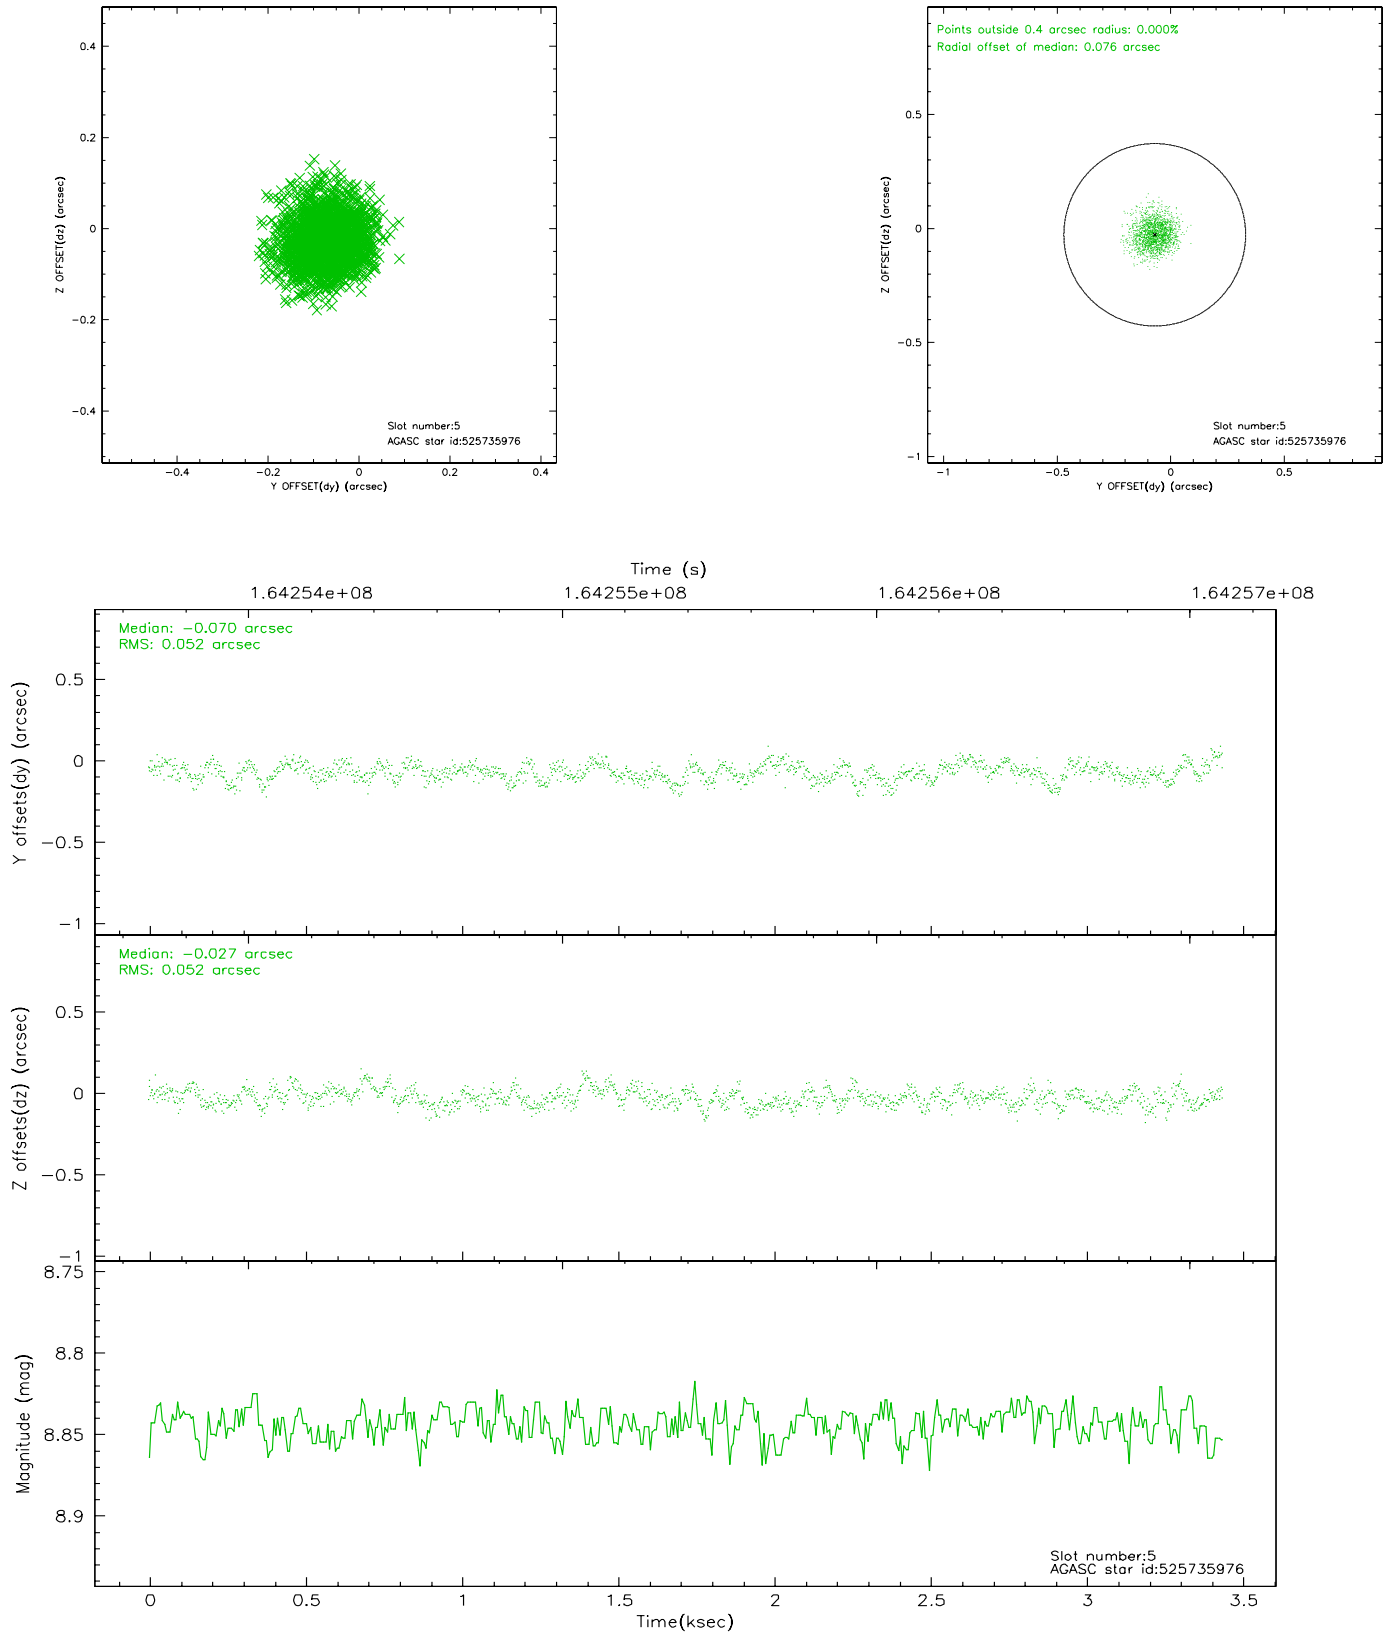 0.4
0.2
0
−0.2
−0.4
Z OFFSET(dz) (arcsec)
−0.4 −0.2 0 0.2 0.4
Y OFFSET(dy) (arcsec)
Slot number:5
AGASC star id:525735976
Points outside 0.4 arcsec radius: 0.000%
Radial offset of median: 0.076 arcsec
0.5
0
−0.5
−1
Z OFFSET(dz) (arcsec)
−1 −0.5 0 0.5
Y OFFSET(dy) (arcsec)
Slot number:5
AGASC star id:525735976
Time (s)
1.64254e+08 1.64255e+08 1.64256e+08 1.64257e+08
Median: −0.070 arcsec
RMS: 0.052 arcsec
0.5
0
−0.5
−1
Y offsets(dy) (arcsec)
Median: −0.027 arcsec
RMS: 0.052 arcsec
0.5
0
−0.5
−1
Z offsets(dz) (arcsec)
8.75
8.8
8.85
8.9
Magnitude (mag)
Slot number:5
AGASC star id:525735976
0 0.5 1 1.5 2 2.5 3 3.5
Time(ksec)